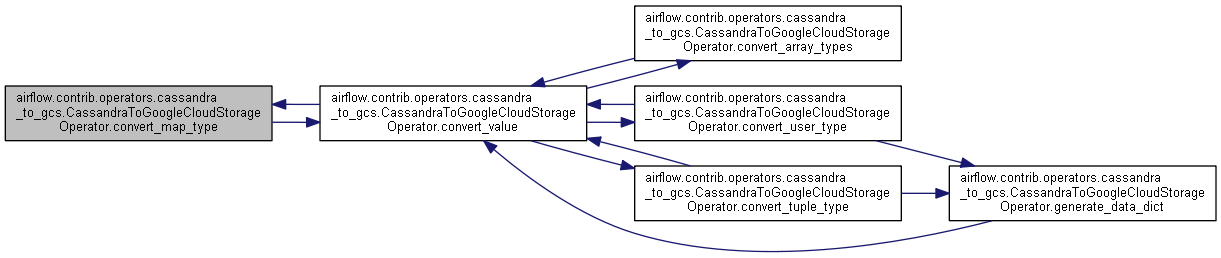 airflow.contrib.operators.cassandra
_to_gcs.CassandraToGoogleCloudStorage
Operator.convert_map_type
airflow.contrib.operators.cassandra
_to_gcs.CassandraToGoogleCloudStorage
Operator.convert_value
airflow.contrib.operators.cassandra
_to_gcs.CassandraToGoogleCloudStorage
Operator.convert_array_types
airflow.contrib.operators.cassandra
_to_gcs.CassandraToGoogleCloudStorage
Operator.convert_user_type
airflow.contrib.operators.cassandra
_to_gcs.CassandraToGoogleCloudStorage
Operator.convert_tuple_type
airflow.contrib.operators.cassandra
_to_gcs.CassandraToGoogleCloudStorage
Operator.generate_data_dict